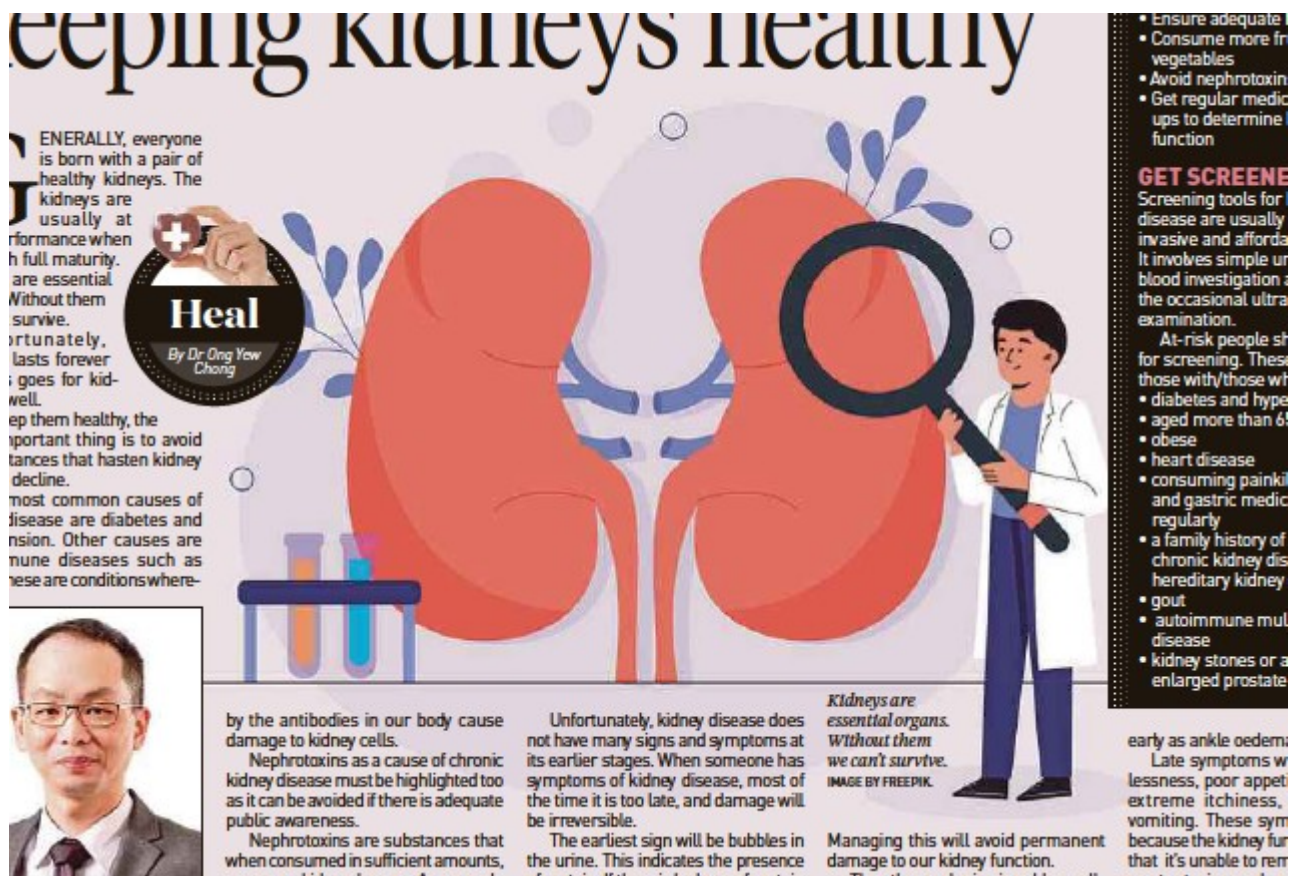 eeping kidneys healthy
GENERALLY, everyone
is born with a pair of
healthy kidneys. The
kidneys are
usually at
rformance when
h full maturity.
are essential
Without them
survive.
ortunately,
lasts forever
s goes for kid-
well.
ep them healthy, the
mportant thing is to avoid
tances that hasten kidney
decline.
most common causes of
disease are diabetes and
nsion. Other causes are
mune diseases such as
hese are conditions where-
Heal
By Dr Ong Yew
Chong
by the antibodies in our body cause
damage to kidney cells.
Nephrotoxins as a cause of chronic
kidney disease must be highlighted too
as it can be avoided if there is adequate
public awareness.
Nephrotoxins are substances that
when consumed in sufficient amounts,
Unfortunately, kidney disease does
not have many signs and symptoms at
its earlier stages. When someone has
symptoms of kidney disease, most of
the time it is too late, and damage will
be irreversible.
The earliest sign will be bubbles in
the urine. This indicates the presence
Kidneys are
essential organs.
Without them
we can't survive.
IMAGE BY FREEPIK.
Managing this will avoid permanent
damage to our kidney function.
early as ankle oedema
Late symptoms w
lessness, poor appeti
extreme itchiness,
vomiting. These sym
because the kidney fun
that it's unable to rem
• Ensure adequate
• Consume more fru
vegetables
• Avoid nephrotoxin
• Get regular medic
ups to determine
function
GET SCREENE
Screening tools for
disease are usually
invasive and afforda
It involves simple ur
blood investigation a
the occasional ultra
examination.
At-risk people sh
for screening. These
those with/those wh
• diabetes and hype
• aged more than 65
• obese
• heart disease
• consuming painkil
and gastric medic
regularly
• a family history of
chronic kidney dis
hereditary kidney
• gout
• autoimmune mul
disease
• kidney stones or a
enlarged prostate